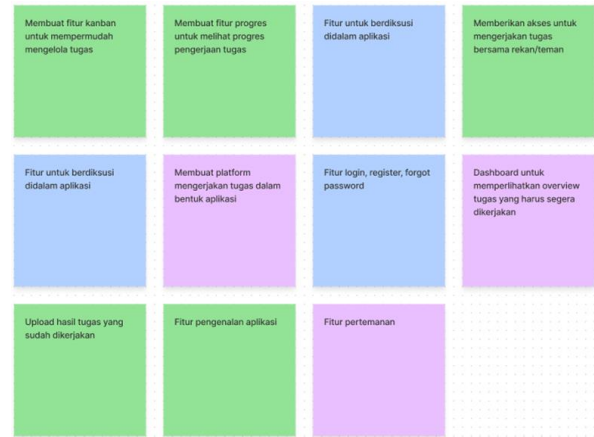 Membuat fitur kanban
untuk mempermudah
mengelola tugas
Membuat fitur progres
untuk melihat progres
pengerjaan tugas
Fitur untuk berdiksusi
didalam aplikasi
Memberikan akses untuk
mengerjakan tugas
bersama rekan/teman
Fitur untuk berdiksusi
didalam aplikasi
Membuat platform
mengerjakan tugas dalam
bentuk aplikasi
Fitur login, register, forgot
password
Dashboard untuk
memperlihatkan overview
tugas yang harus segera
dikerjakan
Upload hasil tugas yang
sudah dikerjakan
Fitur pengenalan aplikasi
Fitur pertemanan